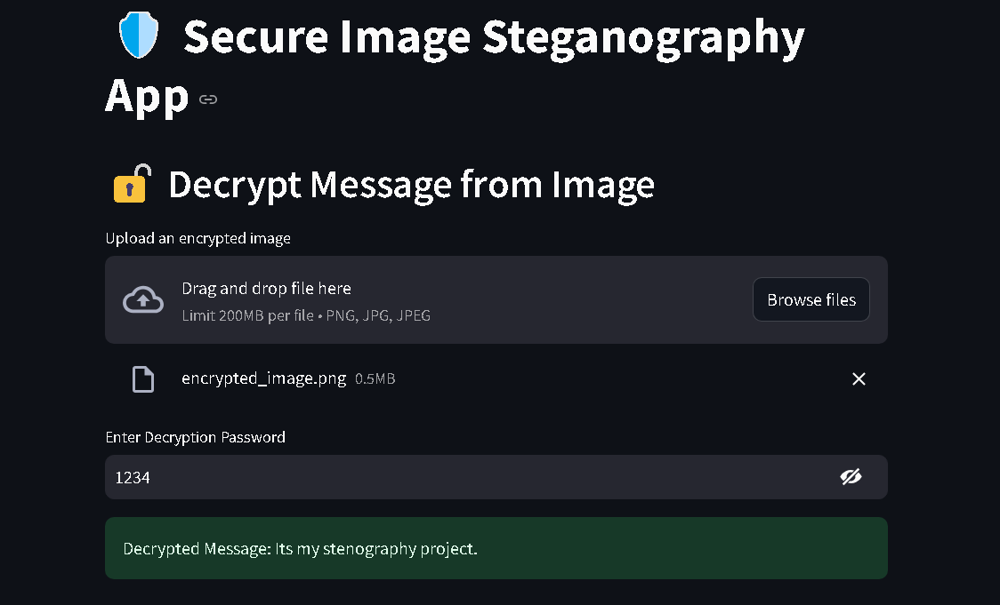 Secure Image Steganography
App
Decrypt Message from Image
Upload an encrypted image
Drag and drop file here
Limit 200MB per file • PNG, JPG, JPEG
Browse files
encrypted_image.png 0.5MB
Enter Decryption Password
1234
Decrypted Message: Its my stenography project.